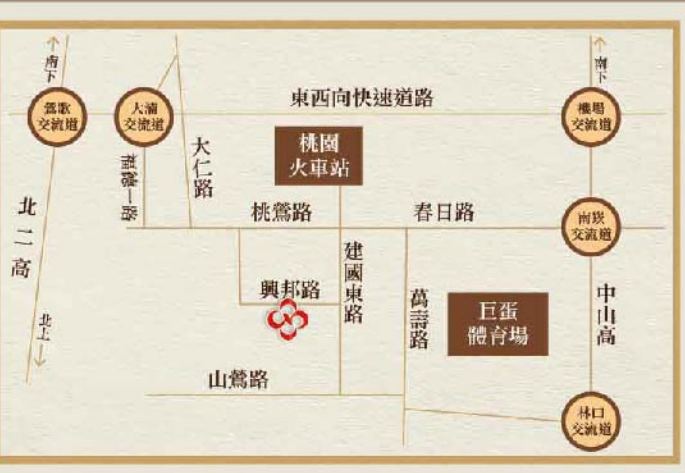 南下
南下
東西向快速道路
鶯歌
交流道
大湳
交流道
機場
交流道
桃園
火車站
大仁路
福德一路
北二高
桃鶯路
春日路
南崁
交流道
建國東路
興邦路
萬壽路
巨蛋
體育場
中山高
北上
山鶯路
林口
交流道